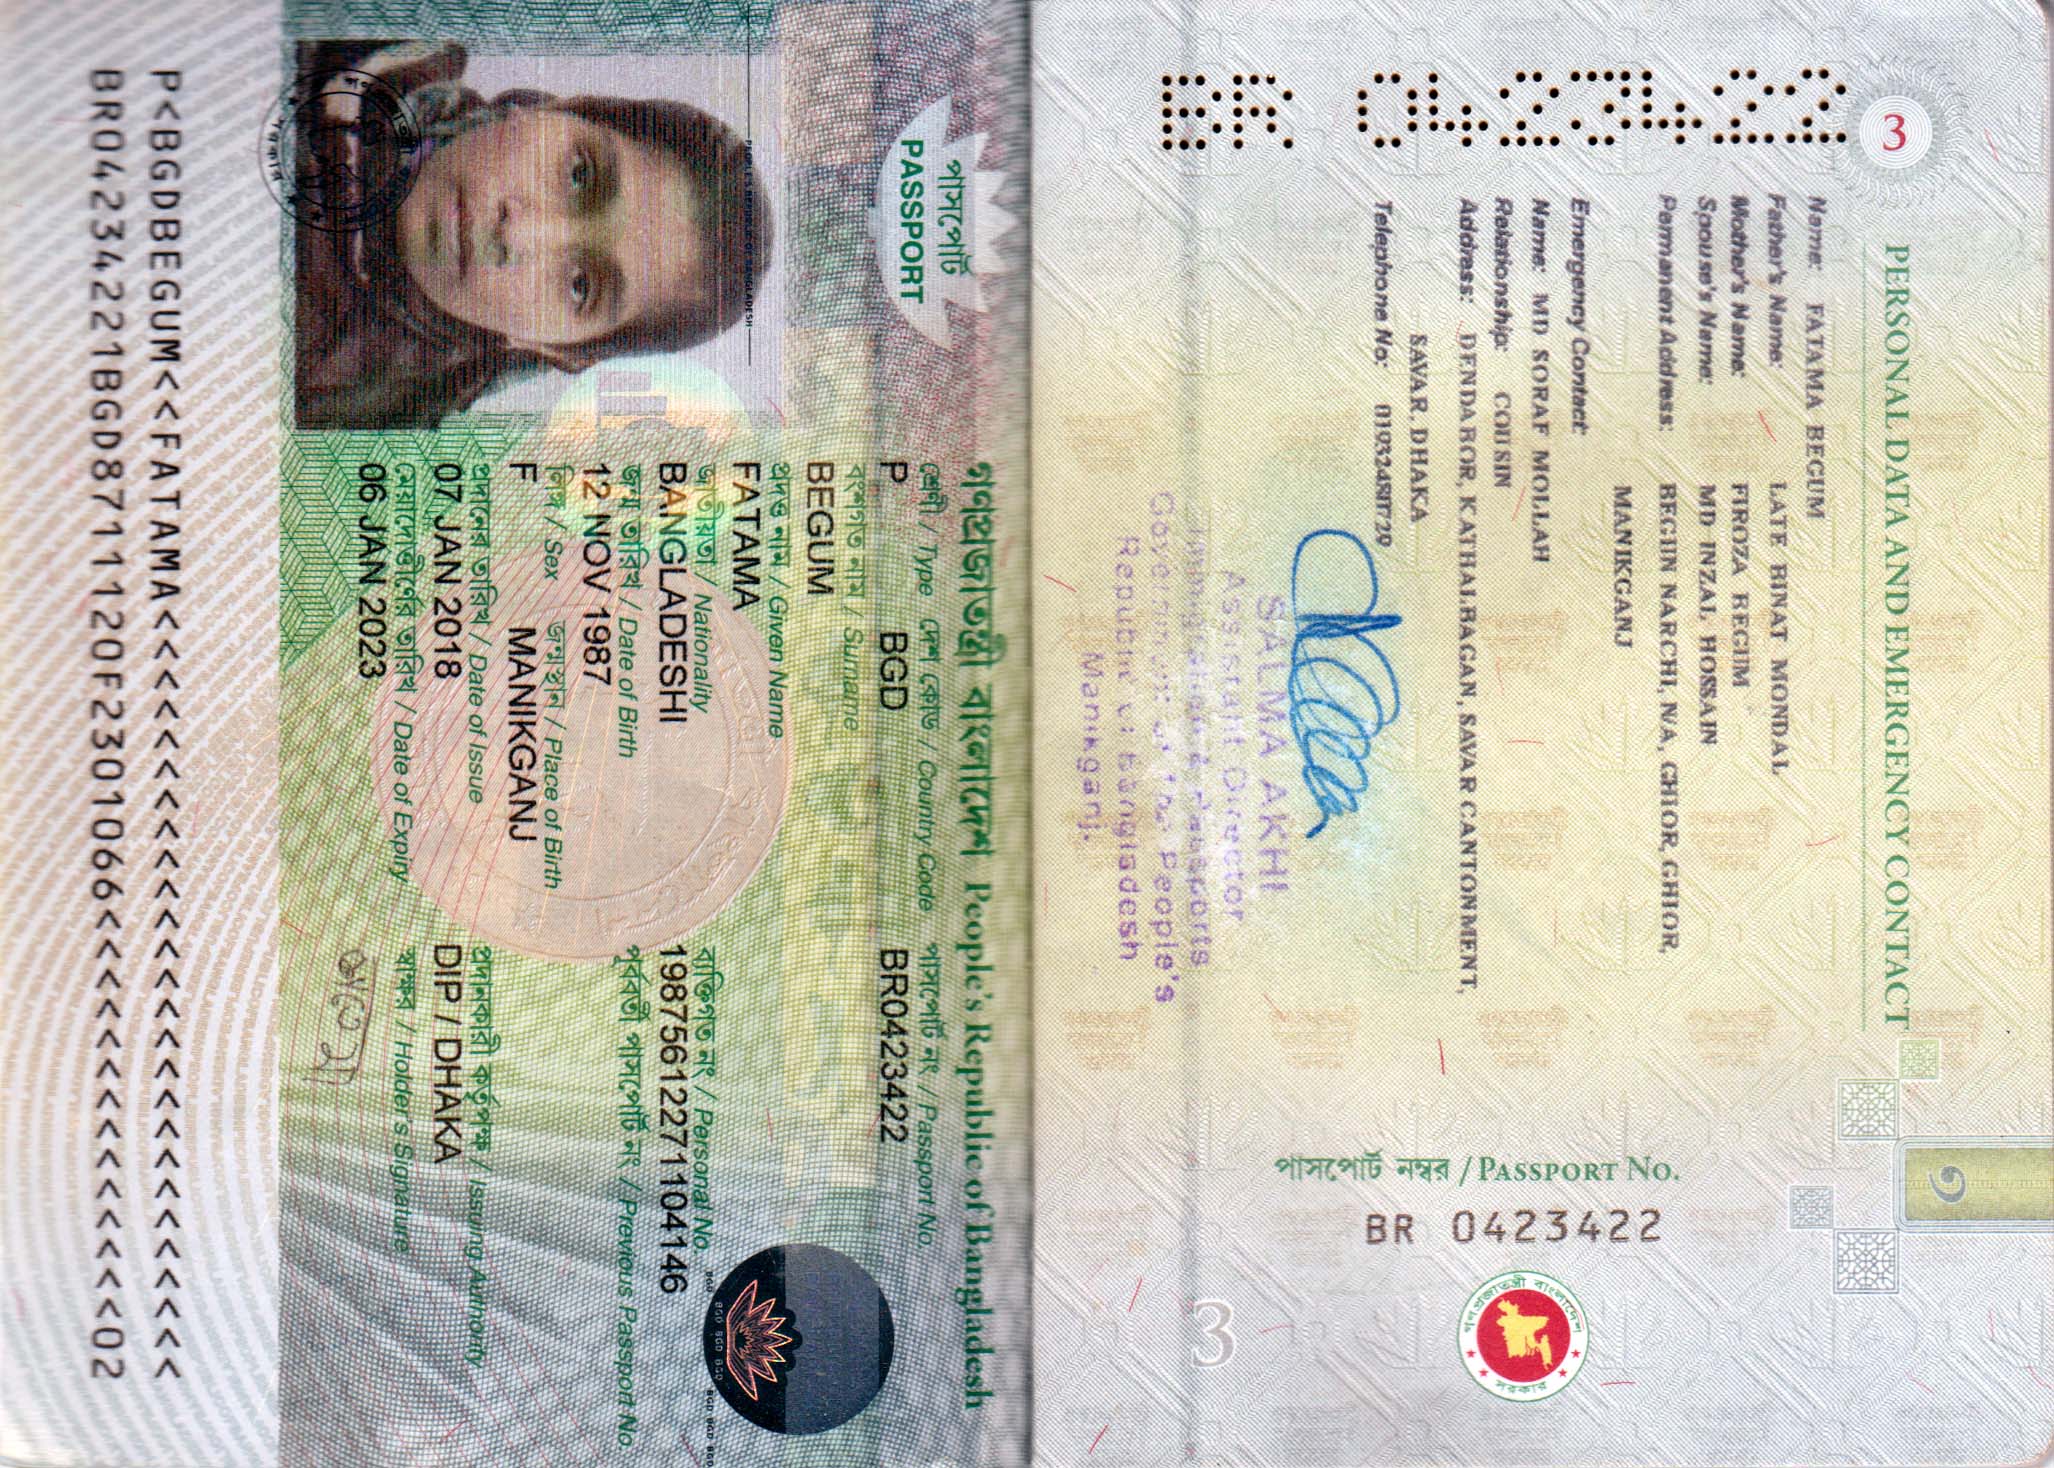 3
১
PERSONAL DATA AND EMERGENCY CONTACT
Name: FATAMA BEGUM
Father's Name: LATE BINAT MONDAL
Mother's Name: FIROZA BEGUM
Spouse's Name: MD INZAL HOSSAIN
Permanent Address: BEGUN NARCHI, N/A, GHIOR, GHIOR,
MANIKGANJ
Emergency Contact:
Name: MD SORAF MOLLAH
Relationship: COUSIN
Address: DENDABOR, KATHALBAGAN, SAVAR CANTONMENT,
SAVAR, DHAKA
Telephone No: 01932480729
SALMA AKHI
Assistant Director
Immigration & Passports
Government of the People's
Republic of Bangladesh
Manikganj.
পাসপোর্ট নম্বর / PASSPORT No.
BR 0423422
3
BR 0423422
পাসপোর্ট
PASSPORT
গণপ্রজাতন্ত্রী বাংলাদেশ People's Republic of Bangladesh
শ্রেণী / Type দেশ কোড / Country Code পাসপোর্ট নং / Passport No.
P BGD BR0423422
বংশগত নাম / Surname
BEGUM
প্রদত্ত নাম / Given Name
FATAMA
PEOPLE'S REPUBLIC OF BANGLADESH
জাতীয়তা / Nationality ব্যক্তিগত নং / Personal No.
BANGLADESHI 19875612271104146
BGD BGD BGD BGD BGD BGD
জন্ম তারিখ / Date of Birth পূর্ববর্তী পাসপোর্ট নং / Previous Passport No.
12 NOV 1987
লিঙ্গ / Sex জন্মস্থান / Place of Birth
F MANIKGANJ
প্রদানের তারিখ / Date of Issue প্রদানকারী কর্তৃপক্ষ / Issuing Authority
07 JAN 2018 DIP / DHAKA
মেয়াদোত্তীর্ণের তারিখ / Date of Expiry স্বাক্ষর / Holder's Signature
06 JAN 2023
P<BGDBEGUM<<FATAMA<<<<<<<<<<<<<<<<<<<<<<<<<<
BR04234221BGD8711120F2301066<<<<<<<<<<<<<<02